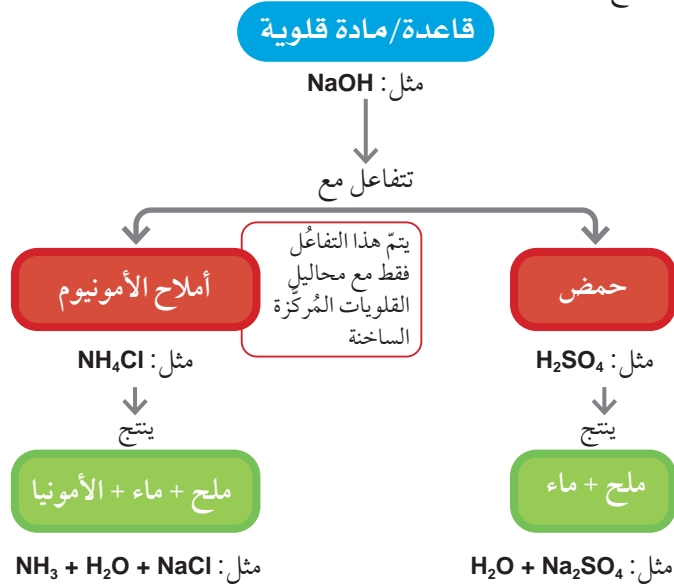 ع
قاعدة/مادة قلوية
مثل: NaOH
تتفاعل مع
حمض
مثل: H₂SO₄
ينتج
ملح + ماء
مثل: H₂O + Na₂SO₄
يتمّ هذا التفاعُل
فقط مع محاليل
القلويات المُركَّزة
الساخنة
أملاح الأمونيوم
مثل: NH₄Cl
ينتج
ملح + ماء + الأمونيا
مثل: NH₃ + H₂O + NaCl